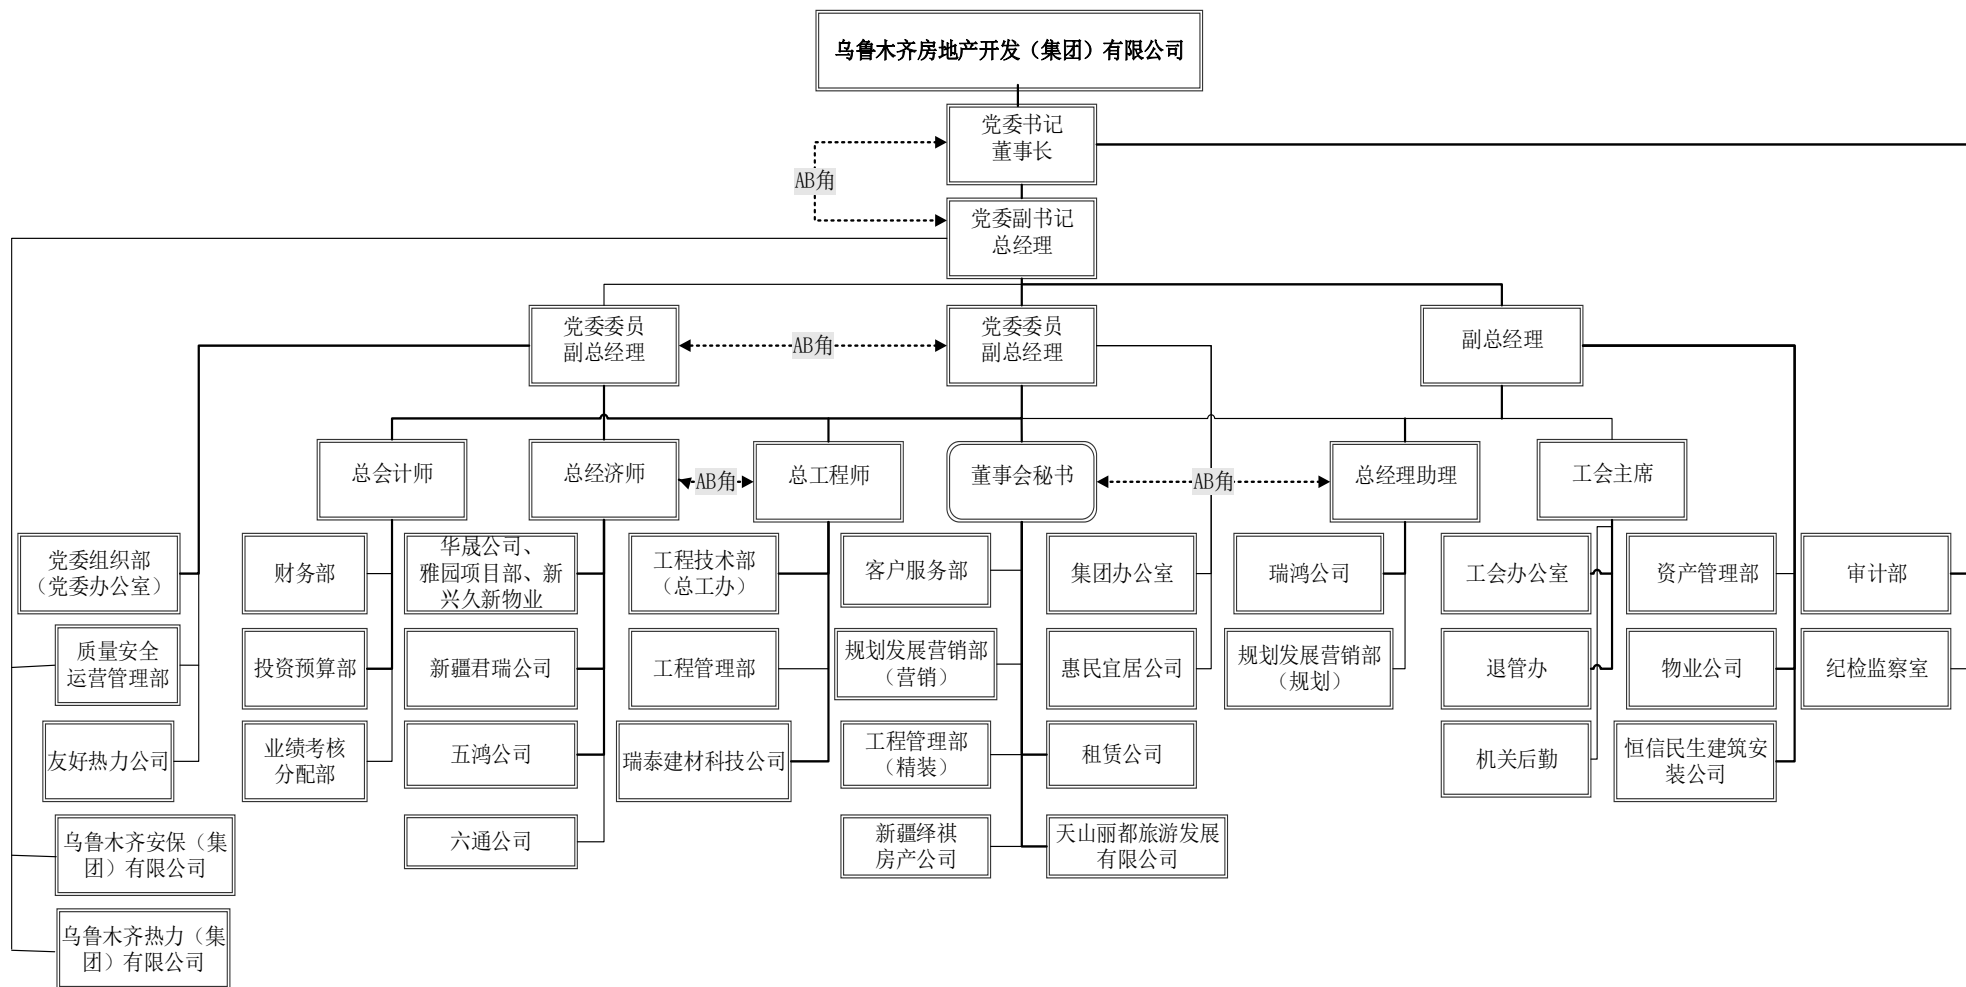 乌鲁木齐房地产开发（集团）有限公司
党委书记
董事长
AB角
党委副书记
总经理
党委委员
副总经理
AB角
党委委员
副总经理
副总经理
总会计师
总经济师
AB角
总工程师
董事会秘书
AB角
总经理助理
工会主席
党委组织部
（党委办公室）
财务部
华晟公司、
雅园项目部、新
兴久新物业
工程技术部
（总工办）
客户服务部
集团办公室
瑞鸿公司
工会办公室
资产管理部
审计部
质量安全
运营管理部
投资预算部
新疆君瑞公司
工程管理部
规划发展营销部
（营销）
惠民宜居公司
规划发展营销部
（规划）
退管办
物业公司
纪检监察室
友好热力公司
业绩考核
分配部
五鸿公司
瑞泰建材科技公司
工程管理部
（精装）
租赁公司
机关后勤
恒信民生建筑安
装公司
乌鲁木齐安保（集
团）有限公司
六通公司
新疆绎祺
房产公司
天山丽都旅游发展
有限公司
乌鲁木齐热力（集
团）有限公司